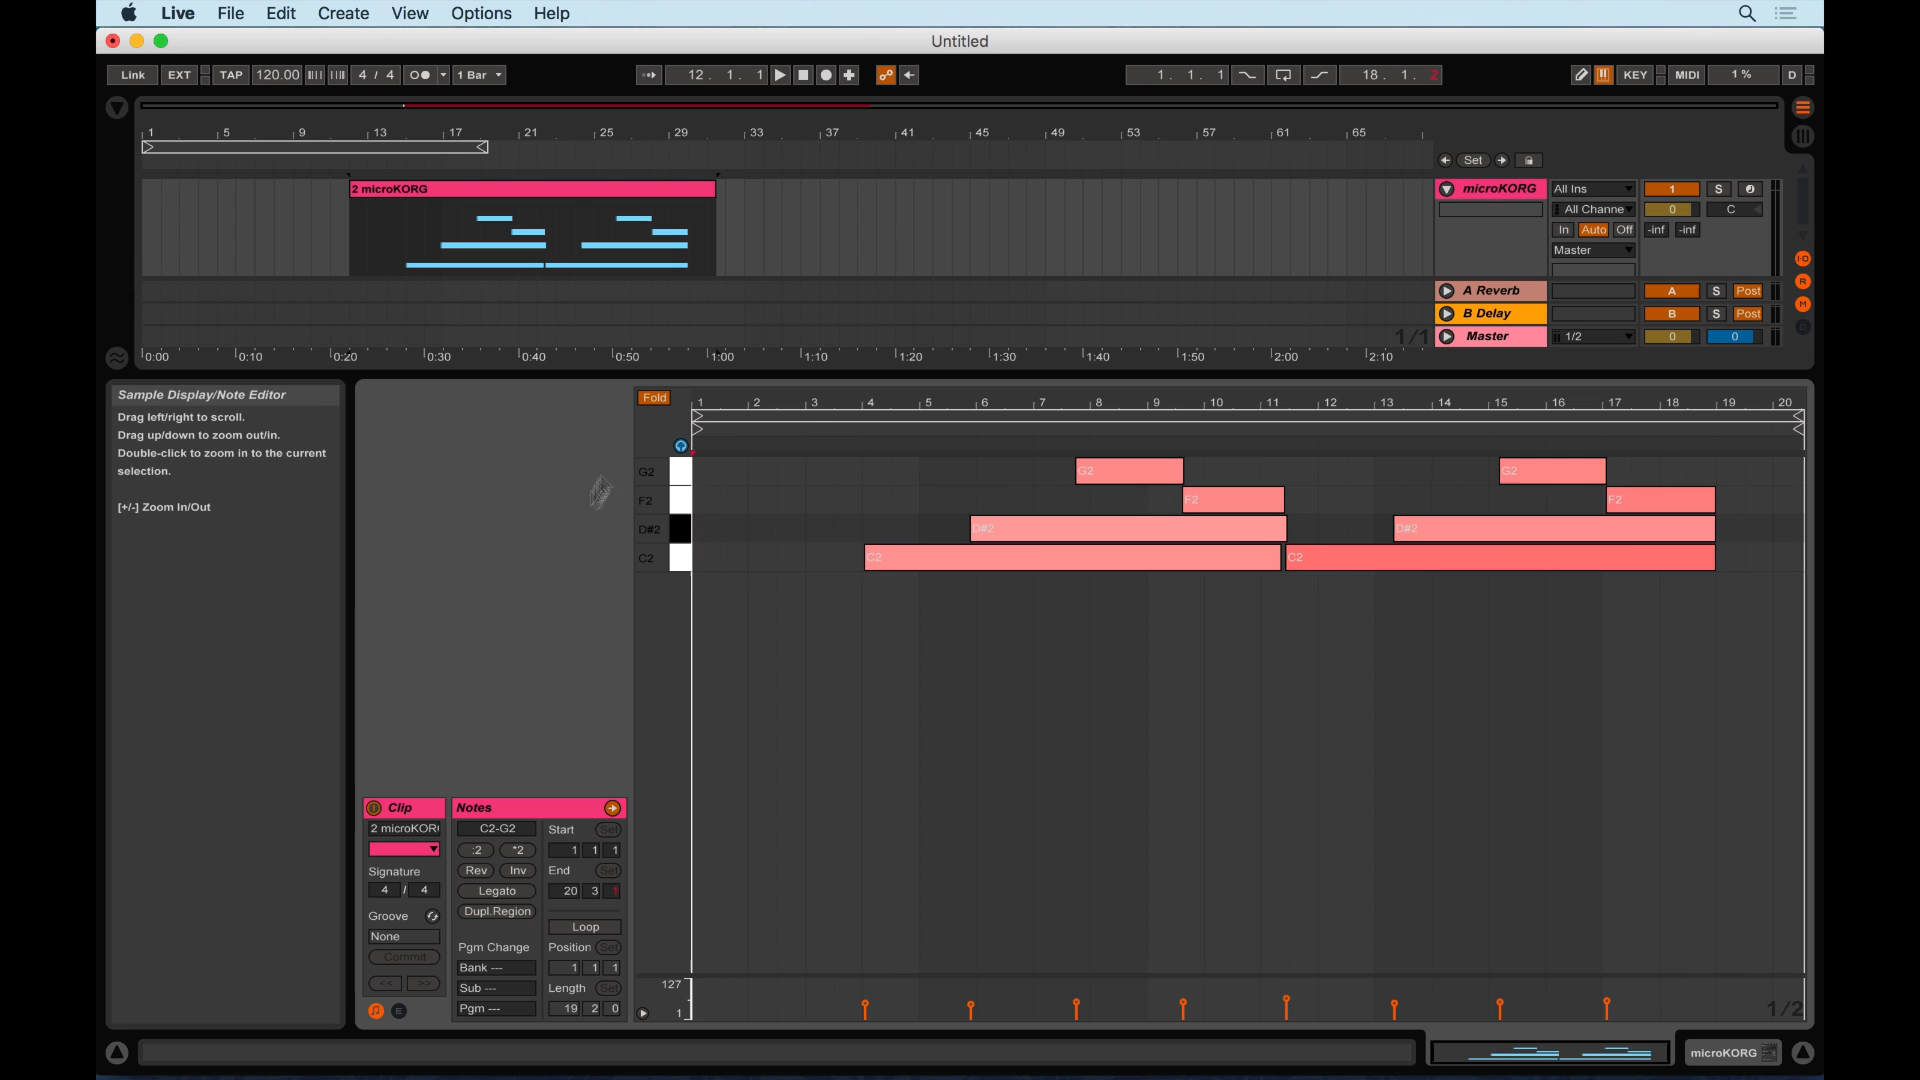 Live File Edit Create View Options Help
Untitled
Link EXT TAP 120.00 4 / 4 1 Bar 12. 1. 1 1. 1. 1 18. 1. 2 KEY MIDI 1 % D
1 5 9 13 17 21 25 29 33 37 41 45 49 53 57 61 65
Set
2 microKORG
microKORG All Ins 1 S
All Channe 0 C
In Auto Off -inf -inf
Master
A Reverb A S Post
B Delay B S Post
1/1 Master 1/2 0 0
0:00 0:10 0:20 0:30 0:40 0:50 1:00 1:10 1:20 1:30 1:40 1:50 2:00 2:10
Sample Display/Note Editor
Drag left/right to scroll.
Drag up/down to zoom out/in.
Double-click to zoom in to the current
selection.
[+/-] Zoom In/Out
Fold
1 2 3 4 5 6 7 8 9 10 11 12 13 14 15 16 17 18 19 20
G2 G2 G2
F2 F2 F2
D#2 D#2 D#2
C2 C2 C2
Clip Notes
2 microKOR C2-G2 Start Set
:2 *2 1 1 1
Signature Rev Inv End Set
4 / 4 Legato 20 3 1
Groove Dupl.Region
None Loop
Commit Pgm Change Position Set
Bank --- 1 1 1
<< >> Sub --- Length Set
E Pgm --- 19 2 0
127
1 1/2
microKORG